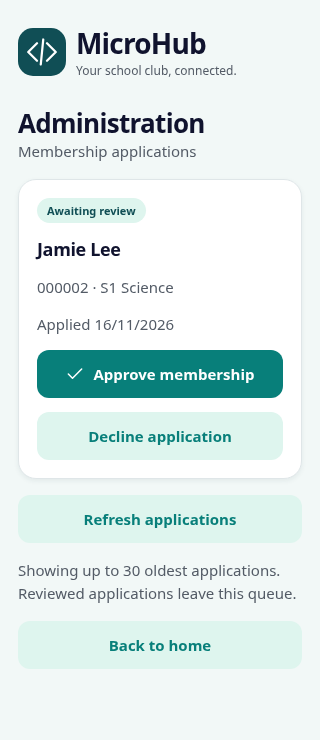 MicroHub
Your school club, connected.
Administration
Membership applications
Awaiting review
Jamie Lee
000002 · S1 Science
Applied 16/11/2026
Approve membership
Decline application
Refresh applications
Showing up to 30 oldest applications.
Reviewed applications leave this queue.
Back to home